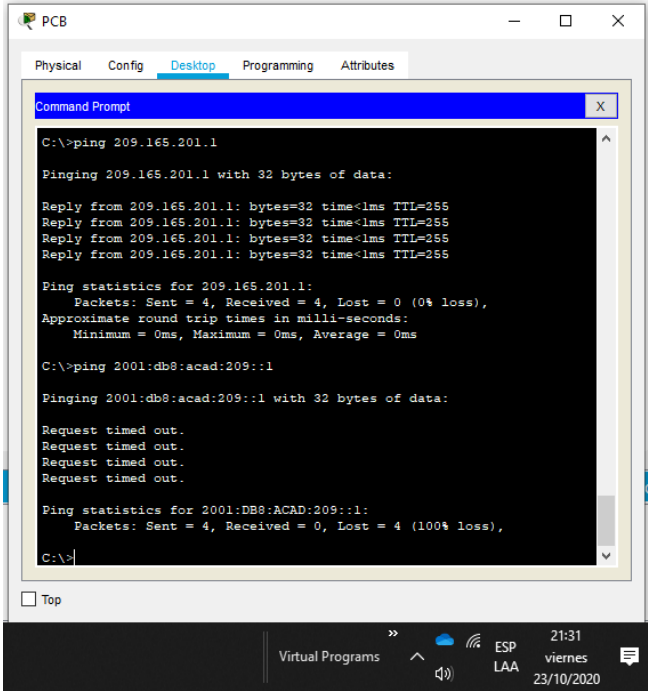 PCB
Physical Config Desktop Programming Attributes
Command Prompt X
C:\>ping 209.165.201.1
Pinging 209.165.201.1 with 32 bytes of data:
Reply from 209.165.201.1: bytes=32 time<1ms TTL=255
Reply from 209.165.201.1: bytes=32 time<1ms TTL=255
Reply from 209.165.201.1: bytes=32 time<1ms TTL=255
Reply from 209.165.201.1: bytes=32 time<1ms TTL=255
Ping statistics for 209.165.201.1:
Packets: Sent = 4, Received = 4, Lost = 0 (0% loss),
Approximate round trip times in milli-seconds:
Minimum = 0ms, Maximum = 0ms, Average = 0ms
C:\>ping 2001:db8:acad:209::1
Pinging 2001:db8:acad:209::1 with 32 bytes of data:
Request timed out.
Request timed out.
Request timed out.
Request timed out.
Ping statistics for 2001:DB8:ACAD:209::1:
Packets: Sent = 4, Received = 0, Lost = 4 (100% loss),
C:\>
Top
Virtual Programs
ESP
LAA
21:31
viernes
23/10/2020